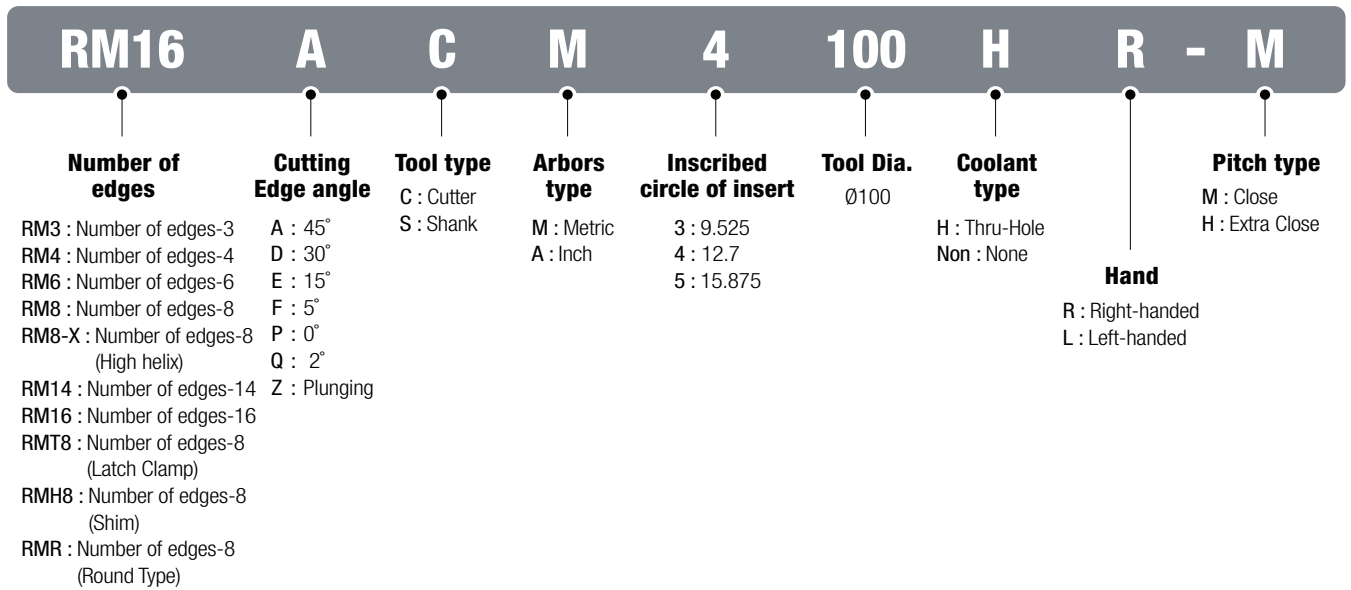 RM16 A C M 4 100 H R - M
Number of
edges
RM3 : Number of edges-3
RM4 : Number of edges-4
RM6 : Number of edges-6
RM8 : Number of edges-8
RM8-X : Number of edges-8
(High helix)
RM14 : Number of edges-14
RM16 : Number of edges-16
RMT8 : Number of edges-8
(Latch Clamp)
RMH8 : Number of edges-8
(Shim)
RMR : Number of edges-8
(Round Type)
Cutting
Edge angle
A : 45˚
D : 30˚
E : 15˚
F : 5˚
P : 0˚
Q : 2˚
Z : Plunging
Tool type
C : Cutter
S : Shank
Arbors
type
M : Metric
A : Inch
Inscribed
circle of insert
3 : 9.525
4 : 12.7
5 : 15.875
Tool Dia.
Ø100
Coolant
type
H : Thru-Hole
Non : None
Hand
R : Right-handed
L : Left-handed
Pitch type
M : Close
H : Extra Close